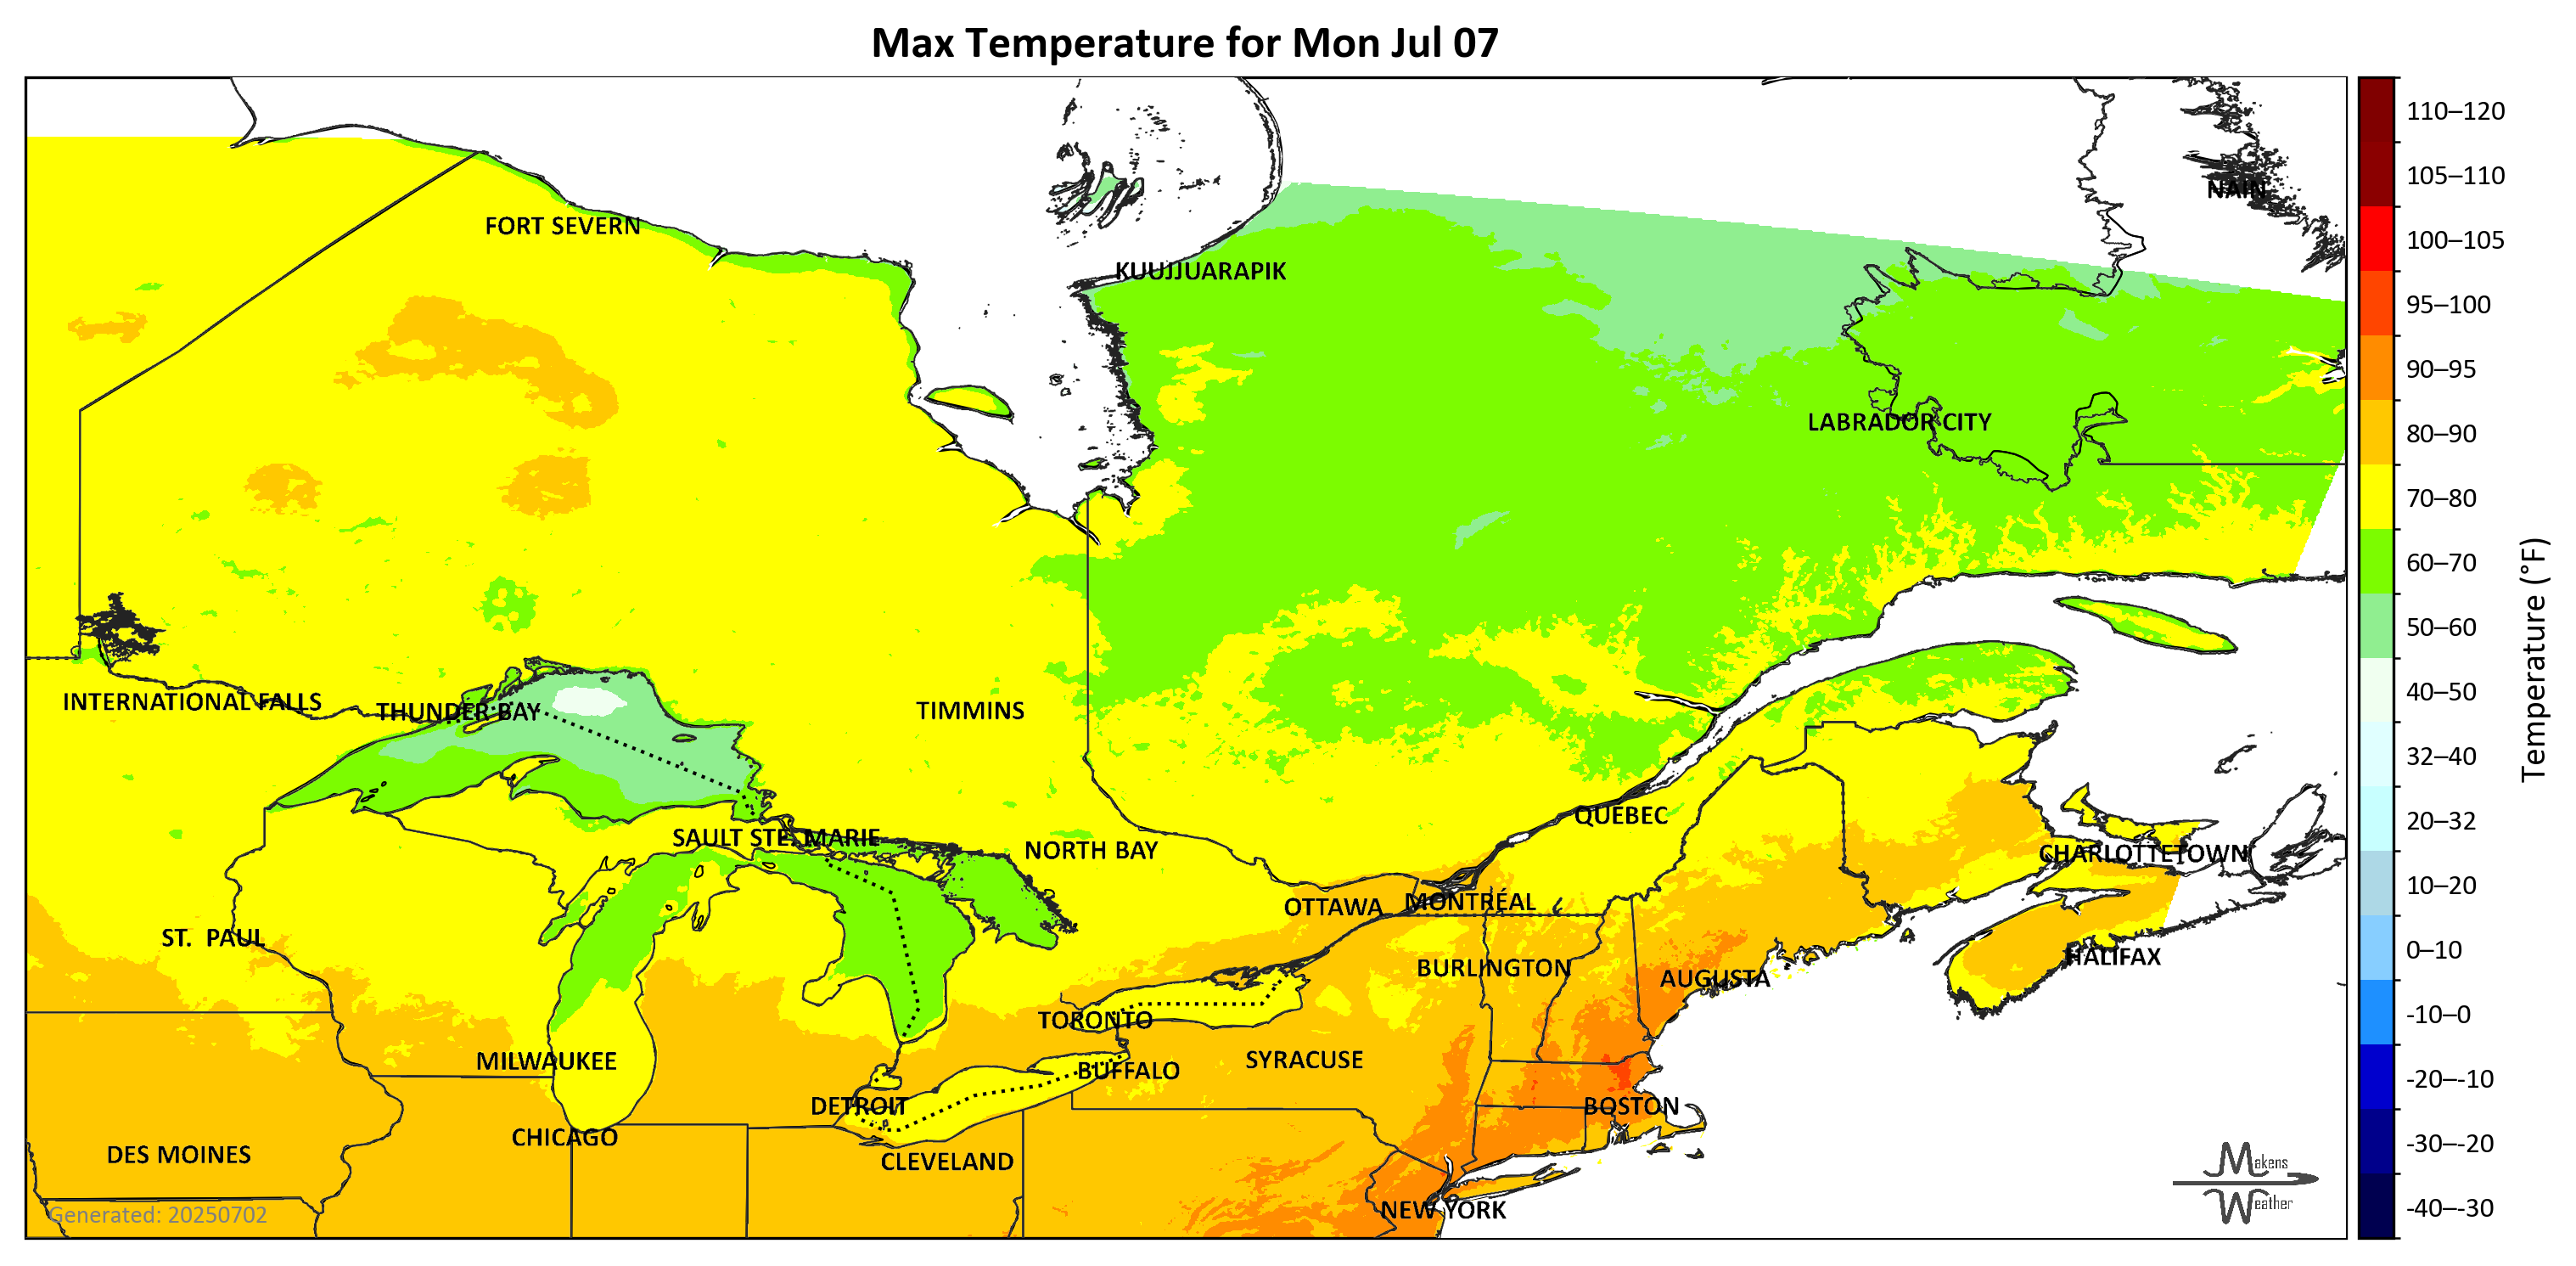 Max Temperature for Mon Jul 07
NAIN
FORT SEVERN
KUUJJUARAPIK
LABRADOR CITY
INTERNATIONAL FALLS
THUNDER BAY
TIMMINS
QUÉBEC
SAULT STE. MARIE
NORTH BAY
CHARLOTTETOWN
OTTAWA
MONTRÉAL
ST.  PAUL
BURLINGTON
AUGUSTA
HALIFAX
TORONTO
MILWAUKEE
BUFFALO
SYRACUSE
DETROIT
BOSTON
CHICAGO
DES MOINES
CLEVELAND
NEW YORK
Generated: 20250702
Makens
Weather
110–120
105–110
100–105
95–100
90–95
80–90
70–80
60–70
50–60
40–50
32–40
20–32
10–20
0–10
-10–0
-20–-10
-30–-20
-40–-30
Temperature (°F)